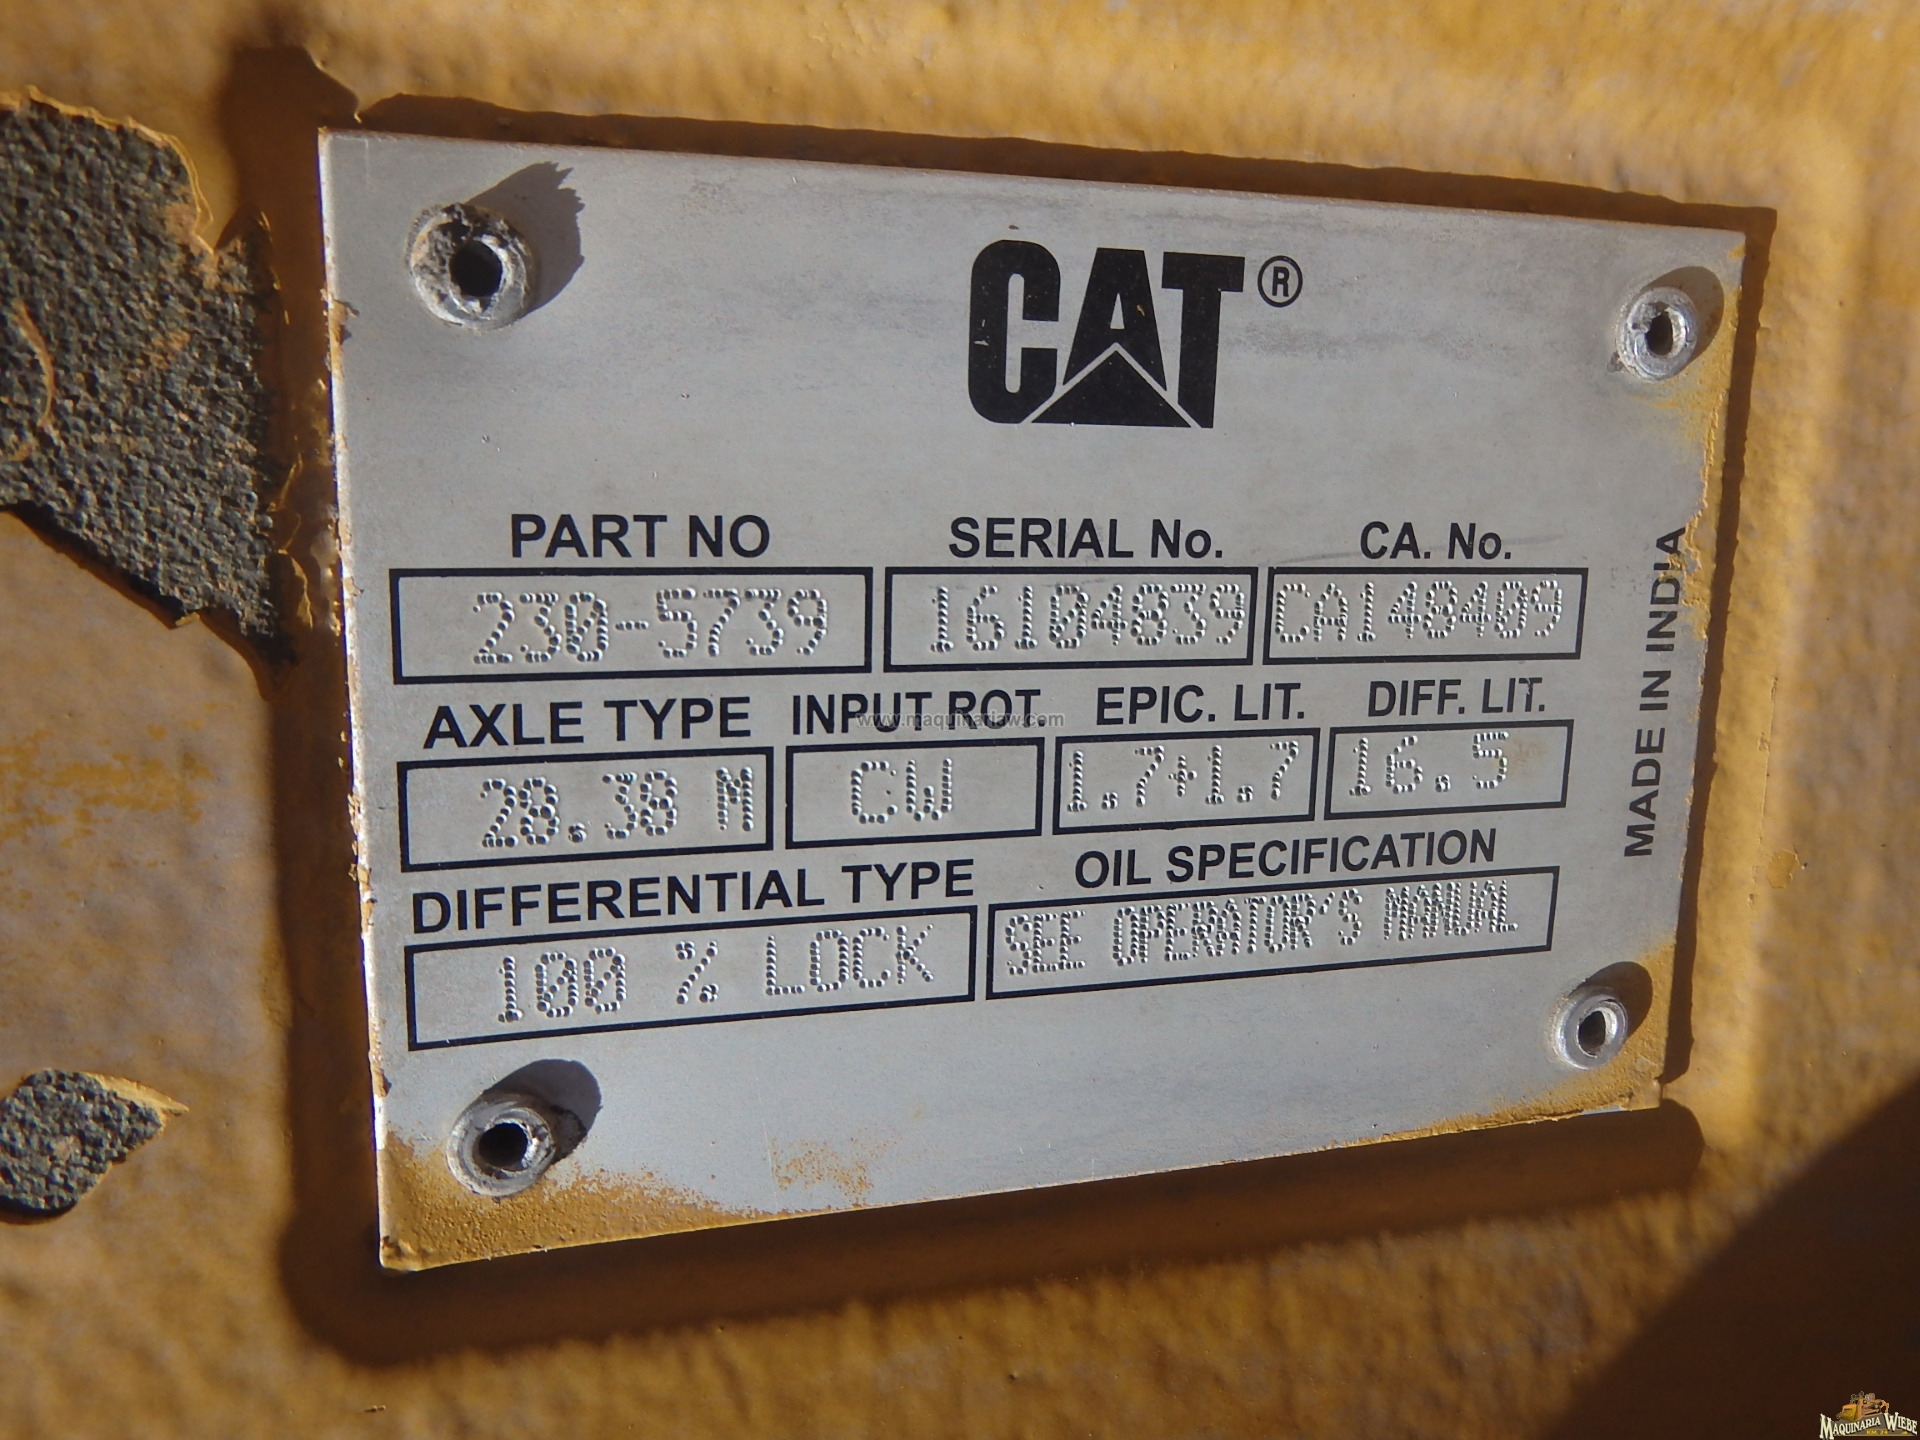 CAT®
PART NO SERIAL No. CA. No.
230-5739 16104839 CA148409
AXLE TYPE INPUT ROT. EPIC. LIT. DIFF. LIT.
28.38 M CW 1.7+1.7 16.5
DIFFERENTIAL TYPE OIL SPECIFICATION
100 % LOCK SEE OPERATOR'S MANUAL
MADE IN INDIA
www.maquinariaw.com
MAQUINARIA WIEBE
KM. 24